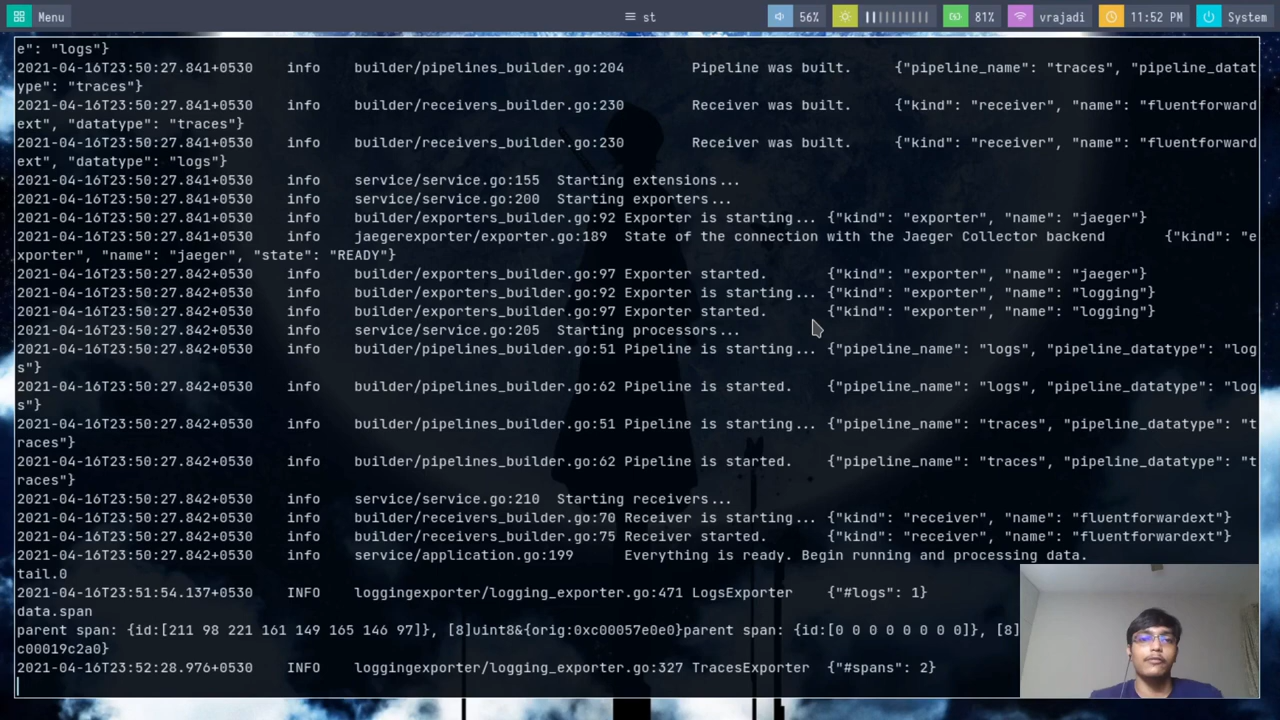 Menu st 56% 81% vrajadi 11:52 PM System
e": "logs"}
2021-04-16T23:50:27.841+0530 info builder/pipelines_builder.go:204 Pipeline was built. {"pipeline_name": "traces", "pipeline_datat
ype": "traces"}
2021-04-16T23:50:27.841+0530 info builder/receivers_builder.go:230 Receiver was built. {"kind": "receiver", "name": "fluentforward
ext", "datatype": "traces"}
2021-04-16T23:50:27.841+0530 info builder/receivers_builder.go:230 Receiver was built. {"kind": "receiver", "name": "fluentforward
ext", "datatype": "logs"}
2021-04-16T23:50:27.841+0530 info service/service.go:155 Starting extensions...
2021-04-16T23:50:27.841+0530 info service/service.go:200 Starting exporters...
2021-04-16T23:50:27.841+0530 info builder/exporters_builder.go:92 Exporter is starting... {"kind": "exporter", "name": "jaeger"}
2021-04-16T23:50:27.841+0530 info jaegerexporter/exporter.go:189 State of the connection with the Jaeger Collector backend {"kind": "e
xporter", "name": "jaeger", "state": "READY"}
2021-04-16T23:50:27.842+0530 info builder/exporters_builder.go:97 Exporter started. {"kind": "exporter", "name": "jaeger"}
2021-04-16T23:50:27.842+0530 info builder/exporters_builder.go:92 Exporter is starting... {"kind": "exporter", "name": "logging"}
2021-04-16T23:50:27.842+0530 info builder/exporters_builder.go:97 Exporter started. {"kind": "exporter", "name": "logging"}
2021-04-16T23:50:27.842+0530 info service/service.go:205 Starting processors...
2021-04-16T23:50:27.842+0530 info builder/pipelines_builder.go:51 Pipeline is starting... {"pipeline_name": "logs", "pipeline_datatype": "log
s"}
2021-04-16T23:50:27.842+0530 info builder/pipelines_builder.go:62 Pipeline is started. {"pipeline_name": "logs", "pipeline_datatype": "log
s"}
2021-04-16T23:50:27.842+0530 info builder/pipelines_builder.go:51 Pipeline is starting... {"pipeline_name": "traces", "pipeline_datatype": "t
races"}
2021-04-16T23:50:27.842+0530 info builder/pipelines_builder.go:62 Pipeline is started. {"pipeline_name": "traces", "pipeline_datatype": "t
races"}
2021-04-16T23:50:27.842+0530 info service/service.go:210 Starting receivers...
2021-04-16T23:50:27.842+0530 info builder/receivers_builder.go:70 Receiver is starting... {"kind": "receiver", "name": "fluentforwardext"}
2021-04-16T23:50:27.842+0530 info builder/receivers_builder.go:75 Receiver started. {"kind": "receiver", "name": "fluentforwardext"}
2021-04-16T23:50:27.842+0530 info service/application.go:199 Everything is ready. Begin running and processing data.
tail.0
2021-04-16T23:51:54.137+0530 INFO loggingexporter/logging_exporter.go:471 LogsExporter {"#logs": 1}
data.span
parent span: {id:[211 98 221 161 149 165 146 97]}, [8]uint8&{orig:0xc00057e0e0}parent span: {id:[0 0 0 0 0 0 0 0]}, [8]
c00019c2a0}
2021-04-16T23:52:28.976+0530 INFO loggingexporter/logging_exporter.go:327 TracesExporter {"#spans": 2}